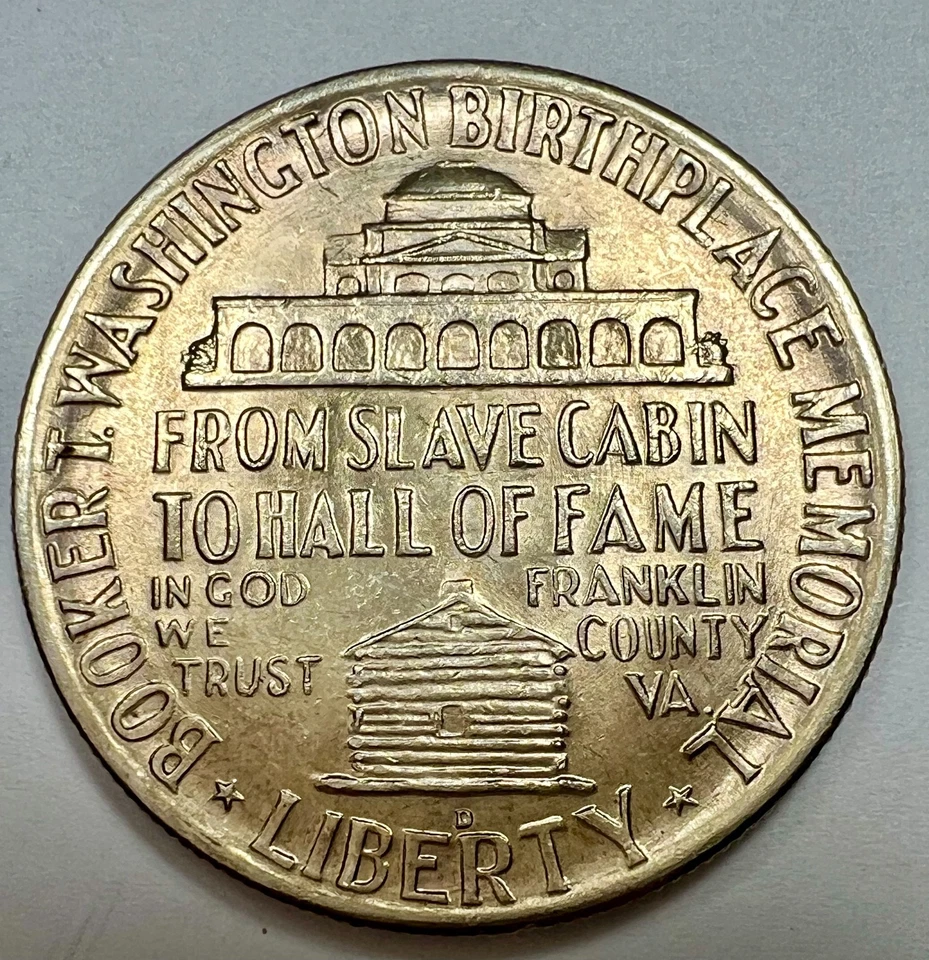 BOOKER T. WASHINGTON BIRTHPLACE MEMORIAL
FROM SLAVE CABIN
TO HALL OF FAME
IN GOD
WE
TRUST
FRANKLIN
COUNTY
VA.
D
LIBERTY